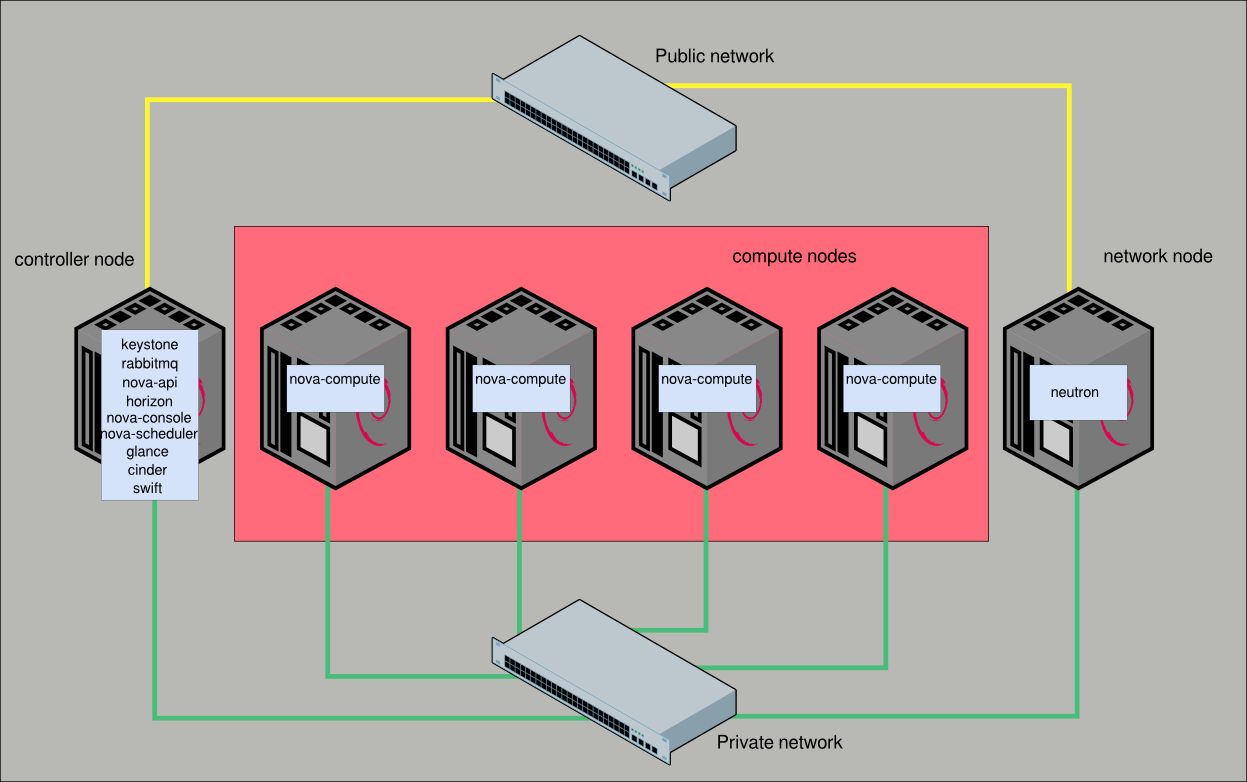 Public network
controller node
compute nodes
network node
keystone
rabbitmq
nova-api
horizon
nova-console
nova-scheduler
glance
cinder
swift
nova-compute
nova-compute
nova-compute
nova-compute
neutron
Private network